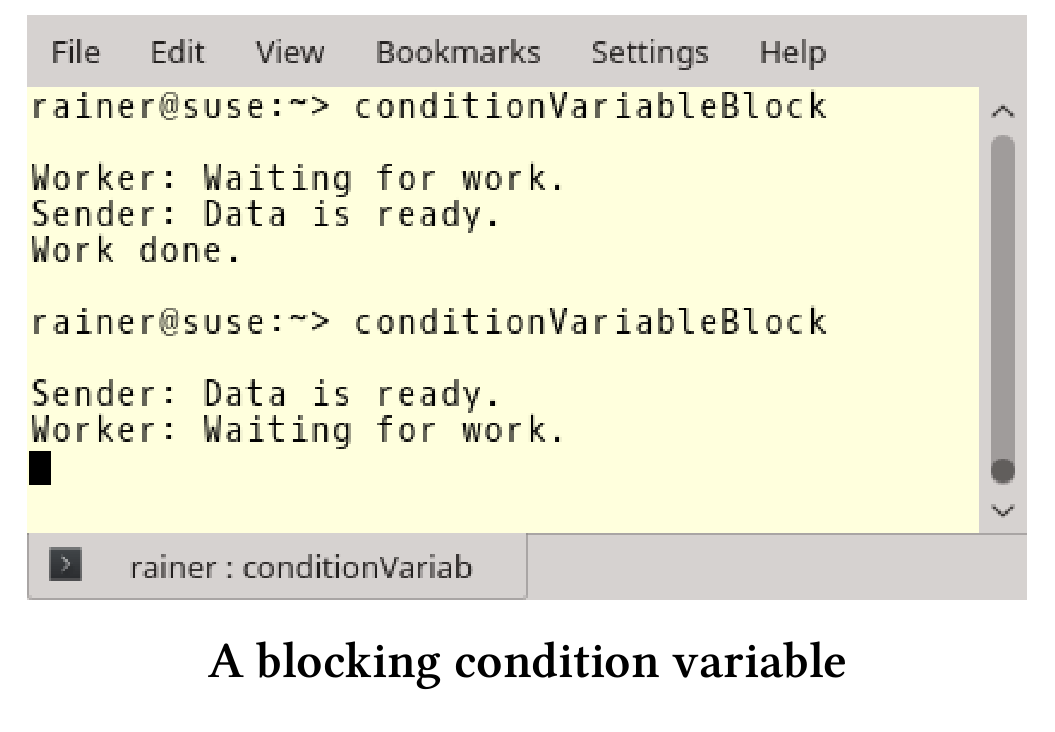 File Edit View Bookmarks Settings Help
rainer@suse:~> conditionVariableBlock
Worker: Waiting for work.
Sender: Data is ready.
Work done.
rainer@suse:~> conditionVariableBlock
Sender: Data is ready.
Worker: Waiting for work.
rainer : conditionVariab
A blocking condition variable